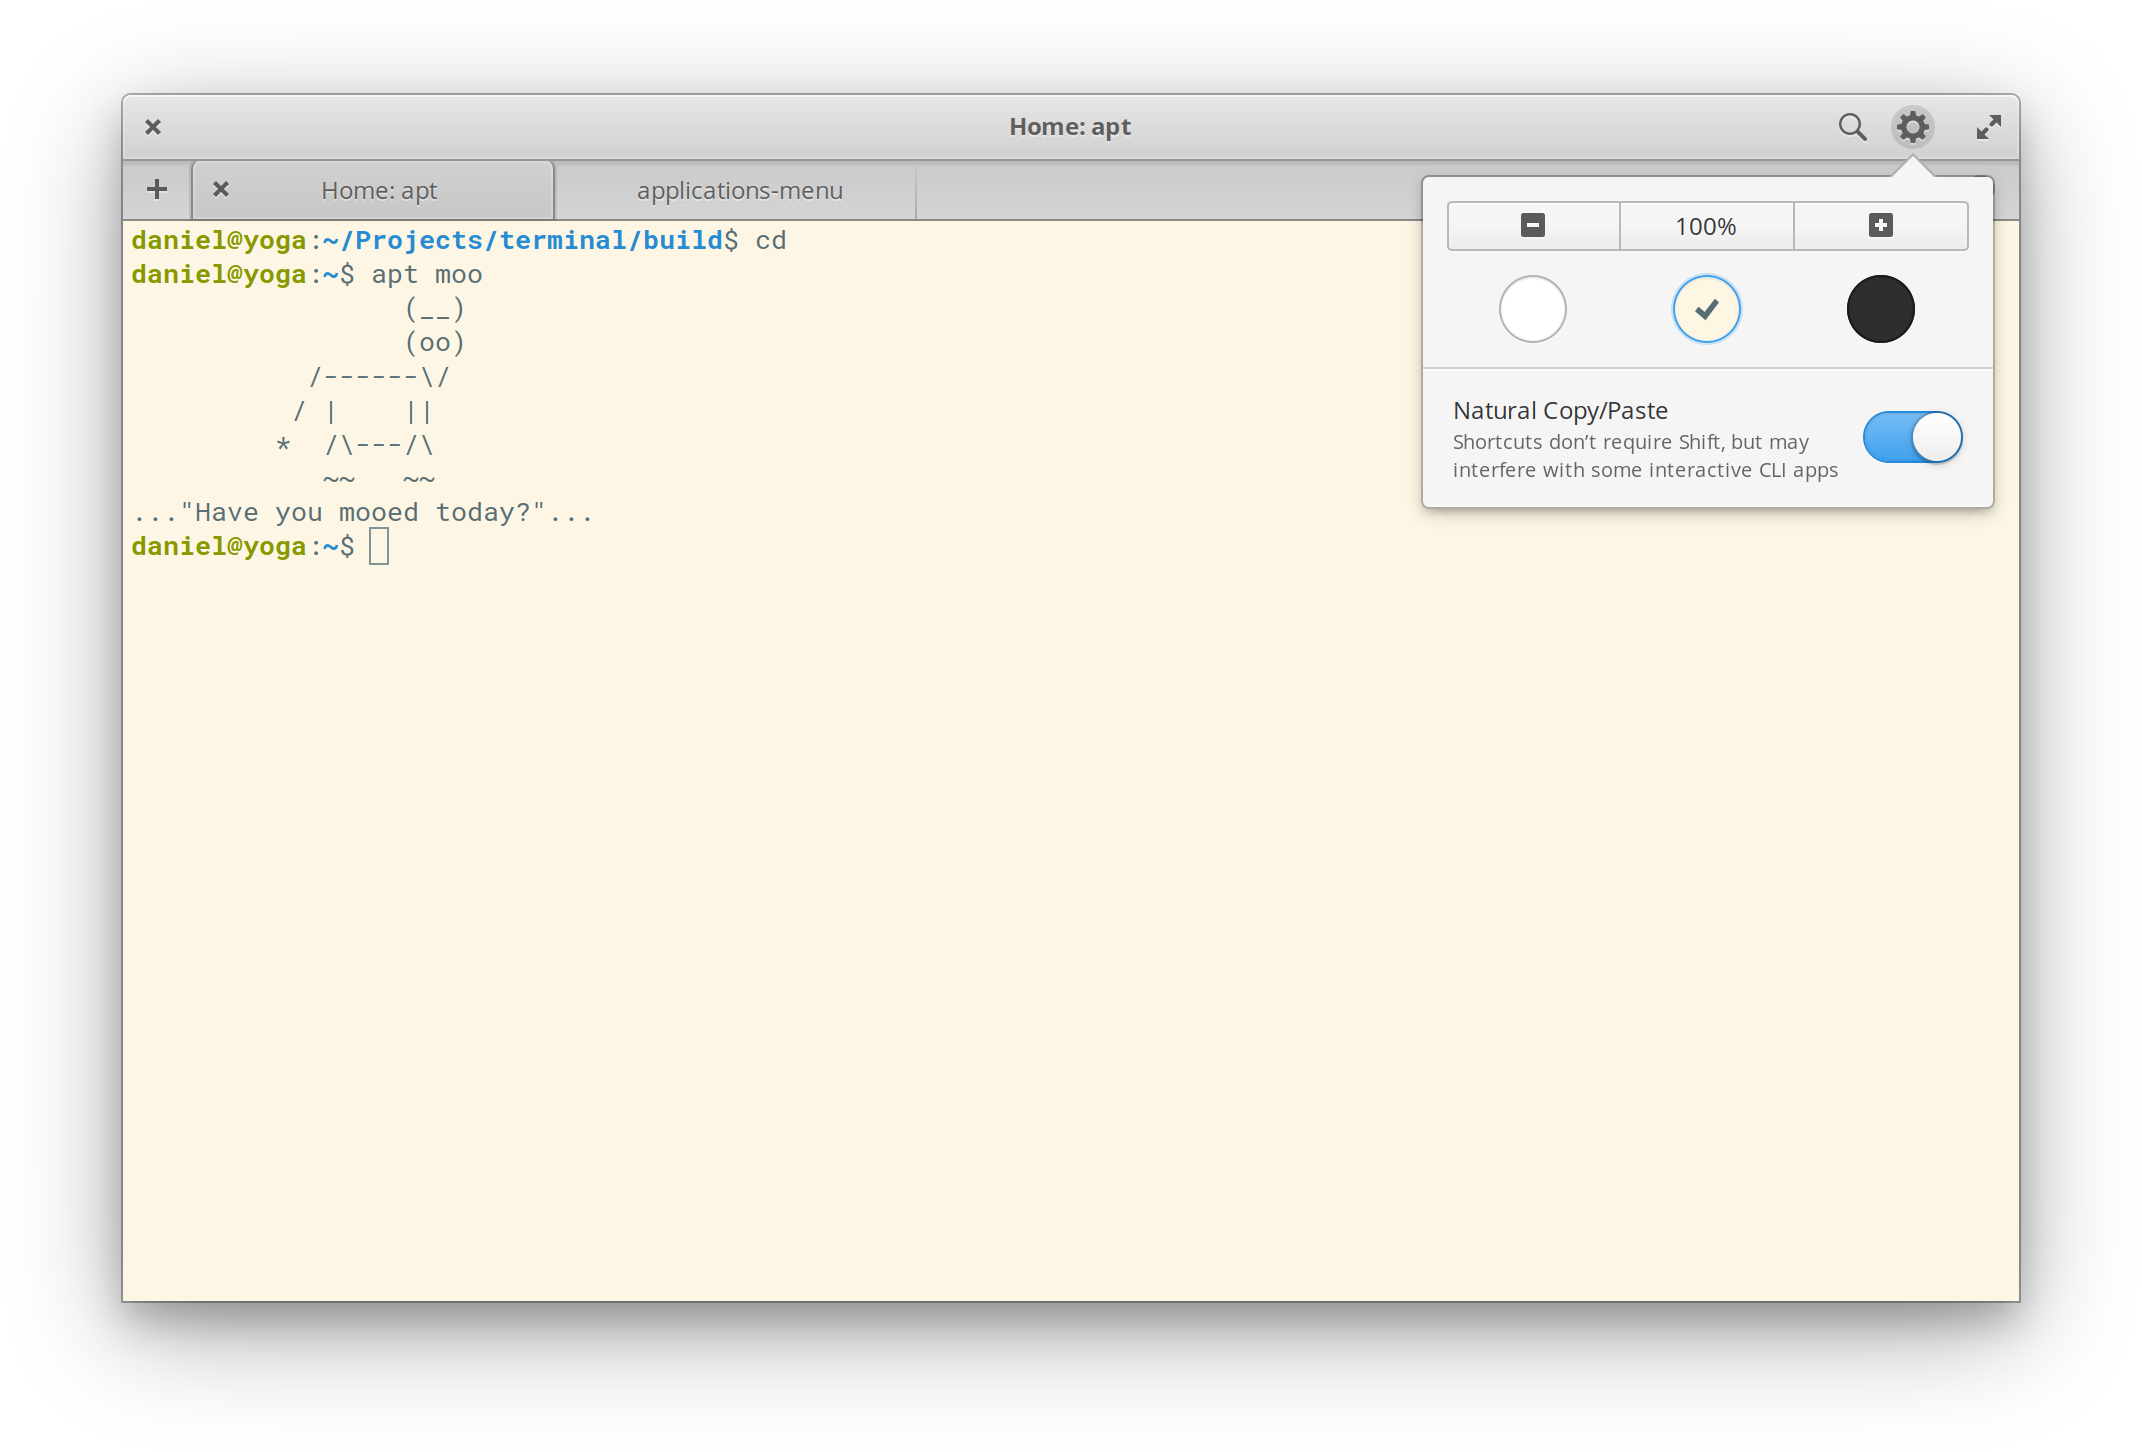 Home: apt
Home: apt
applications-menu
daniel@yoga:~/Projects/terminal/build$ cd
daniel@yoga:~$ apt moo
                 (__)
                 (oo)
           /------\/
          / |    ||
         *  /\---/\
            ~~   ~~
..."Have you mooed today?"...
daniel@yoga:~$
100%
Natural Copy/Paste
Shortcuts don’t require Shift, but may
interfere with some interactive CLI apps